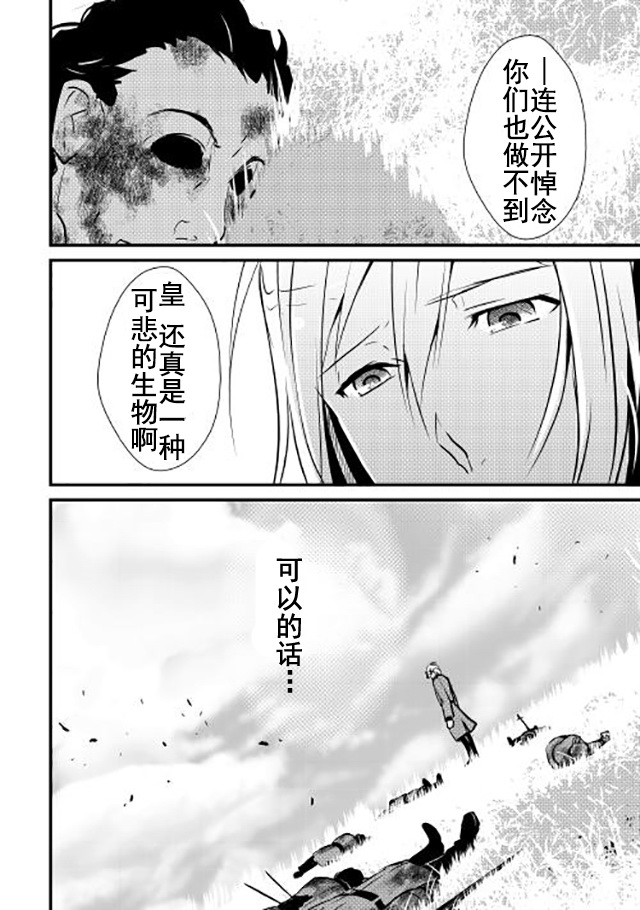 ｜连公开悼念
你们也做不到
皇 还真是一种
可悲的生物啊
可以的话…